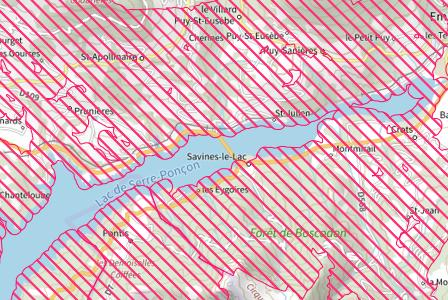 le Villard
Puy-St-Eusèbe
Chérines Puy-St-Eusèbe
le Petit Puy
Puy-Sanières
St-Apollinaire
D109
Prunières
St-Julien
Crots
Savines-le-Lac
Montmirail
Lac de Serre-Ponçon
Chanteloube
les Eygoires
D568
St-Jean
Pontis
Forêt de Boscodon
les Demoiselles
Coiffées
D7